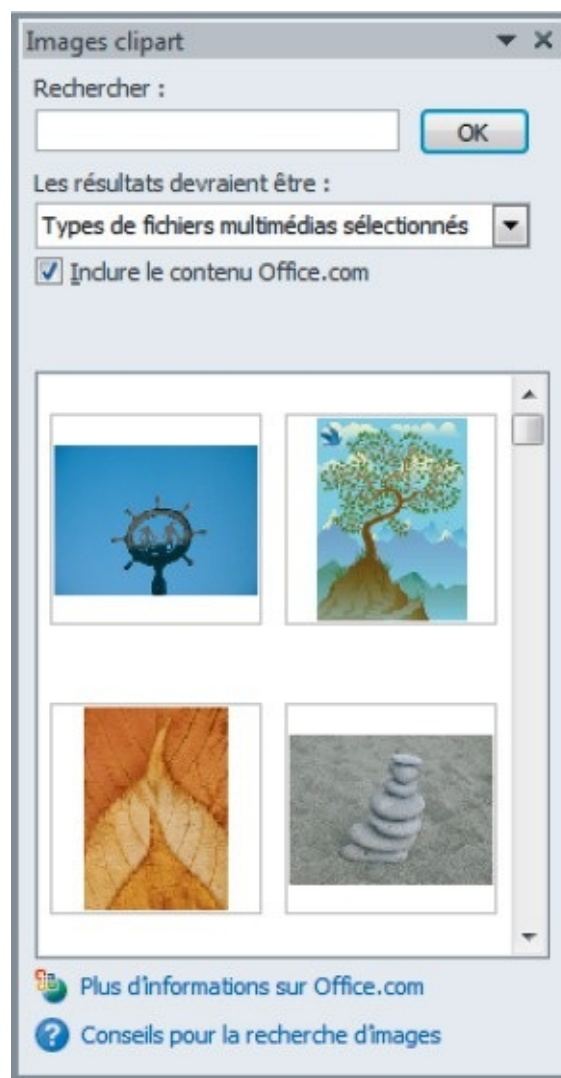 Images clipart
Rechercher :
OK
Les résultats devraient être :
Types de fichiers multimédias sélectionnés
Inclure le contenu Office.com
Plus d'informations sur Office.com
Conseils pour la recherche d'images